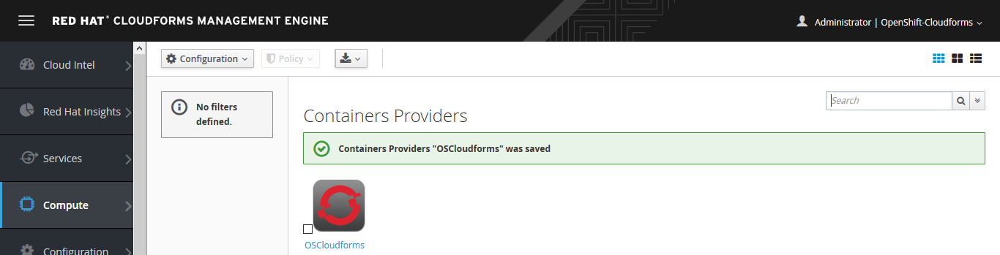 RED HAT® CLOUDFORMS MANAGEMENT ENGINE
Administrator | OpenShift-Cloudforms
Cloud Intel
Red Hat Insights
Services
Compute
Configuration
Configuration
Policy
No filters
defined.
Search
Containers Providers
Containers Providers "OSCloudforms" was saved
OSCloudforms